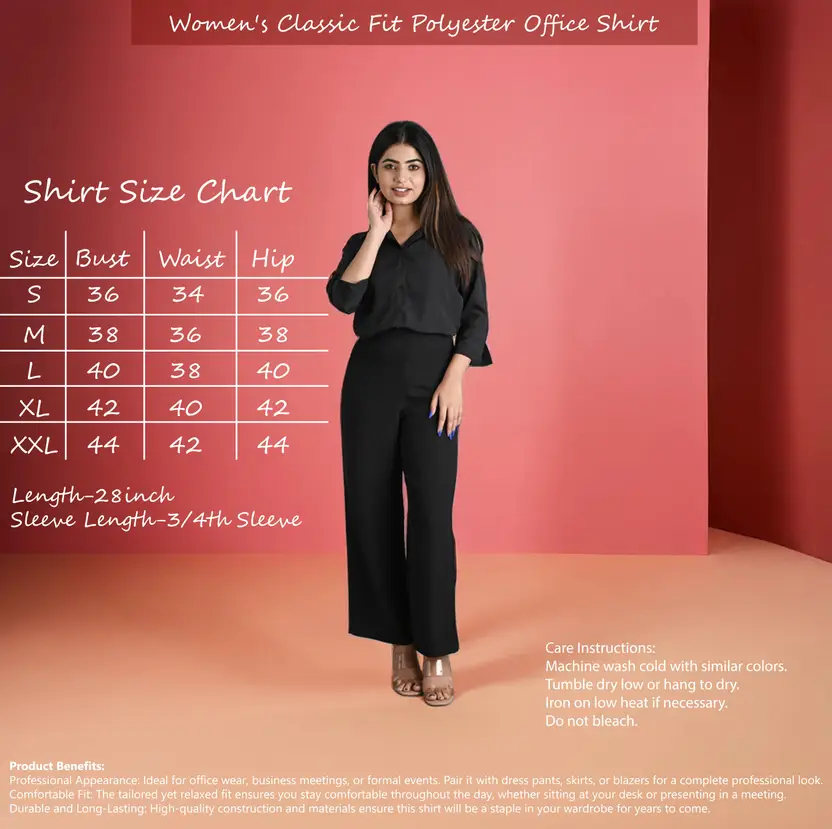 Women's Classic Fit Polyester Office Shirt
Shirt Size Chart
Size Bust Waist Hip
S 36 34 36
M 38 36 38
L 40 38 40
XL 42 40 42
XXL 44 42 44
Length-28inch
Sleeve Length-3/4th Sleeve
Care Instructions:
Machine wash cold with similar colors.
Tumble dry low or hang to dry.
Iron on low heat if necessary.
Do not bleach.
Product Benefits:
Professional Appearance: Ideal for office wear, business meetings, or formal events. Pair it with dress pants, skirts, or blazers for a complete professional look.
Comfortable Fit: The tailored yet relaxed fit ensures you stay comfortable throughout the day, whether sitting at your desk or presenting in a meeting.
Durable and Long-Lasting: High-quality construction and materials ensure this shirt will be a staple in your wardrobe for years to come.